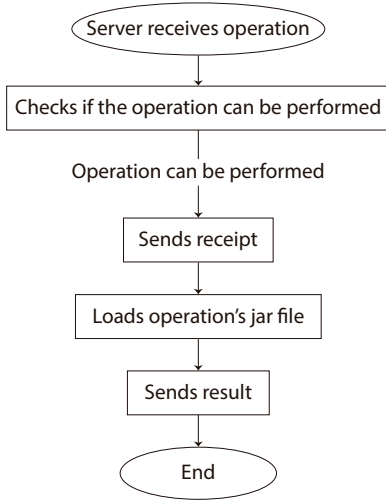 Server receives operation
Checks if the operation can be performed
Operation can be performed
Sends receipt
Loads operation’s jar file
Sends result
End